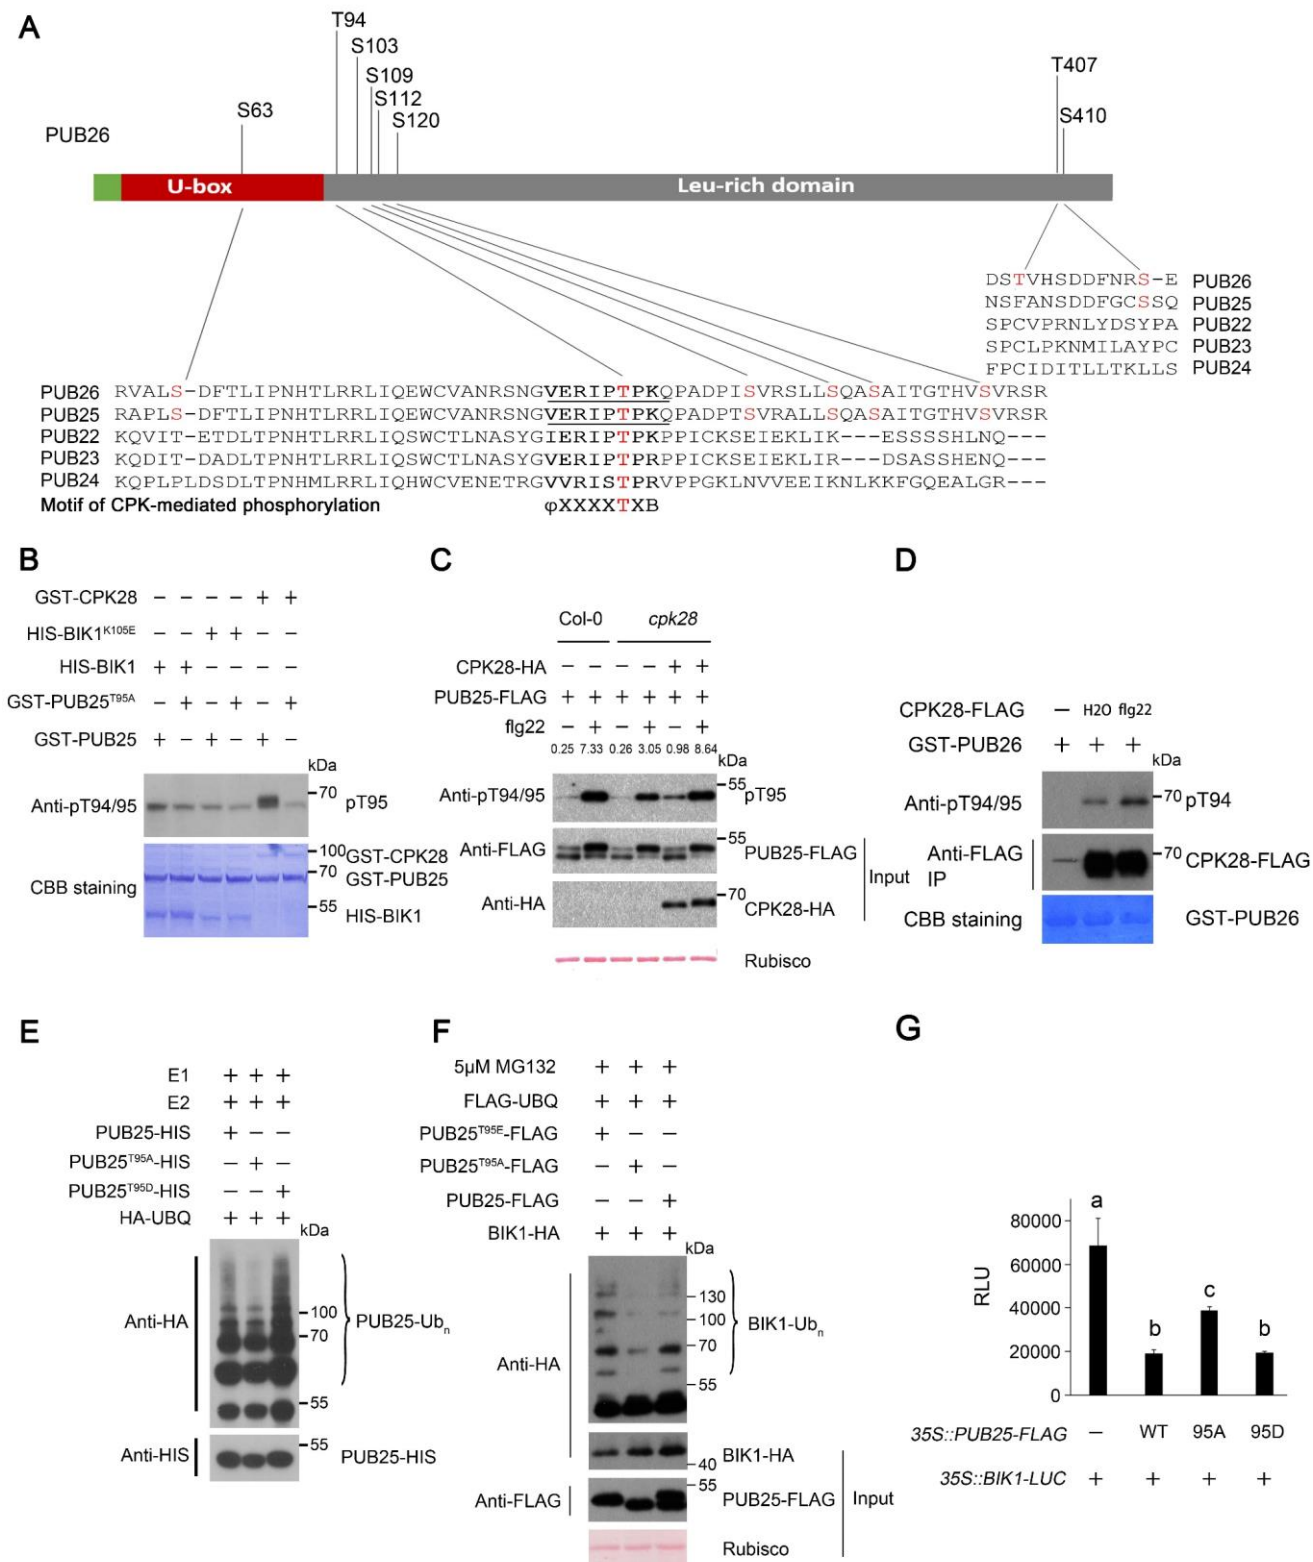 A
T94
S103
S109
S112
S120
S63
T407
S410
PUB26
U-box
Leu-rich domain
DSTVHSDDFNRS-E PUB26
NSFANSDDFGCSSQ PUB25
SPCVPRNLYDSYPA PUB22
SPCLPKNMILAYPC PUB23
FPCIDITLLTKLLS PUB24
PUB26 RVALS-DFTLIPNHTLRRLIQEWCVANRSNGVERIPTPKQPADPISVRSLLSQASAITGTHVSVRSR
PUB25 RAPLS-DFTLIPNHTLRRLIQEWCVANRSNGVERIPTPKQPADPTSVRALLSQASAITGTHVSVRSR
PUB22 KQVIT-ETDLTPNHTLRRLIQSWCTLNASYGIERIPTPKPPICKSEIEKLIK---ESSSSHLNQ---
PUB23 KQDIT-DADLTPNHTLRRLIQSWCTLNASYGVERIPTPRPPICKSEIEKLIR---DSASSHENQ---
PUB24 KQPLPLDSDLTPNHMLRRLIQHWCVENETRGVVRISTPRVPPGKLNVVEEIKNLKKFGQEALGR---
Motif of CPK-mediated phosphorylation φXXXXTXB
B
GST-CPK28 − − − − + +
HIS-BIK1K105E − − + + − −
HIS-BIK1 + + − − − −
GST-PUB25T95A − + − + − +
GST-PUB25 + − + − + −
kDa
Anti-pT94/95 70 pT95
CBB staining
100 GST-CPK28
70 GST-PUB25
55 HIS-BIK1
C
Col-0 cpk28
CPK28-HA − − − − + +
PUB25-FLAG + + + + + +
flg22 − + − + − +
0.25 7.33 0.26 3.05 0.98 8.64 kDa
Anti-pT94/95 55 pT95
Anti-FLAG 55 PUB25-FLAG
Input
Anti-HA 70 CPK28-HA
Rubisco
D
CPK28-FLAG − H2O flg22
GST-PUB26 + + +
kDa
Anti-pT94/95 70 pT94
Anti-FLAG IP 70 CPK28-FLAG
CBB staining GST-PUB26
E
E1 + + +
E2 + + +
PUB25-HIS + − −
PUB25T95A-HIS − + −
PUB25T95D-HIS − − +
HA-UBQ + + +
kDa
Anti-HA
100
70
PUB25-Ubn
55
Anti-HIS 55 PUB25-HIS
F
5μM MG132 + + +
FLAG-UBQ + + +
PUB25T95E-FLAG + − −
PUB25T95A-FLAG − + −
PUB25-FLAG − − +
BIK1-HA + + +
kDa
130
100
BIK1-Ubn
70
Anti-HA
55
BIK1-HA
40
55
Anti-FLAG PUB25-FLAG Input
Rubisco
G
RLU
80000
60000
40000
20000
0
a
b
c
b
35S::PUB25-FLAG − WT 95A 95D
35S::BIK1-LUC + + + +